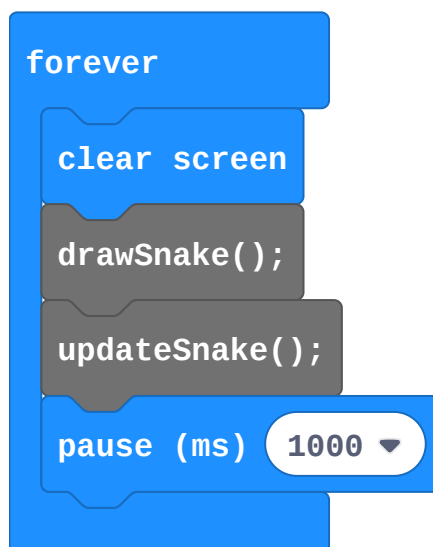 forever
clear screen
drawSnake();
updateSnake();
pause (ms) 1000